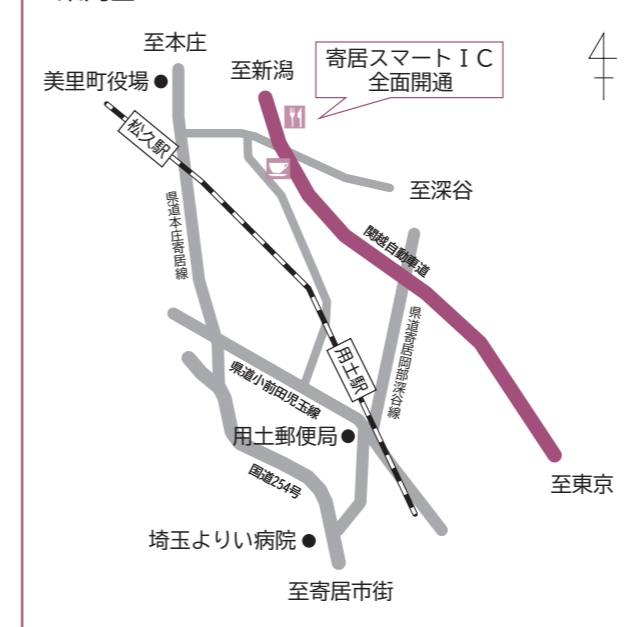 至本庄
美里町役場
至新潟
寄居スマートＩＣ
全面開通
松久駅
至深谷
県道本庄寄居線
関越自動車道
県道寄居岡部深谷線
用土駅
県道小前田児玉線
用土郵便局
国道254号
至東京
埼玉よりい病院
至寄居市街